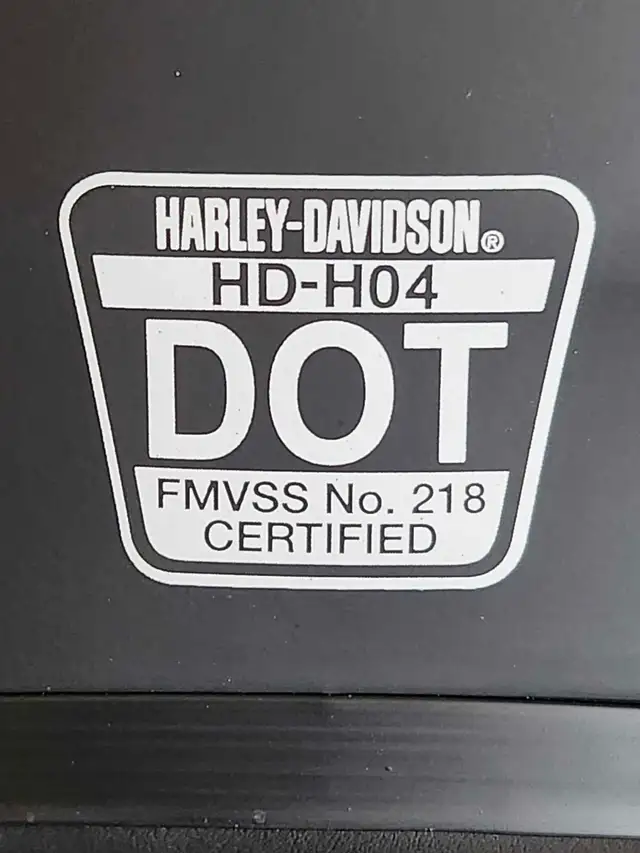 HARLEY-DAVIDSON®
HD-H04
DOT
FMVSS No. 218
CERTIFIED